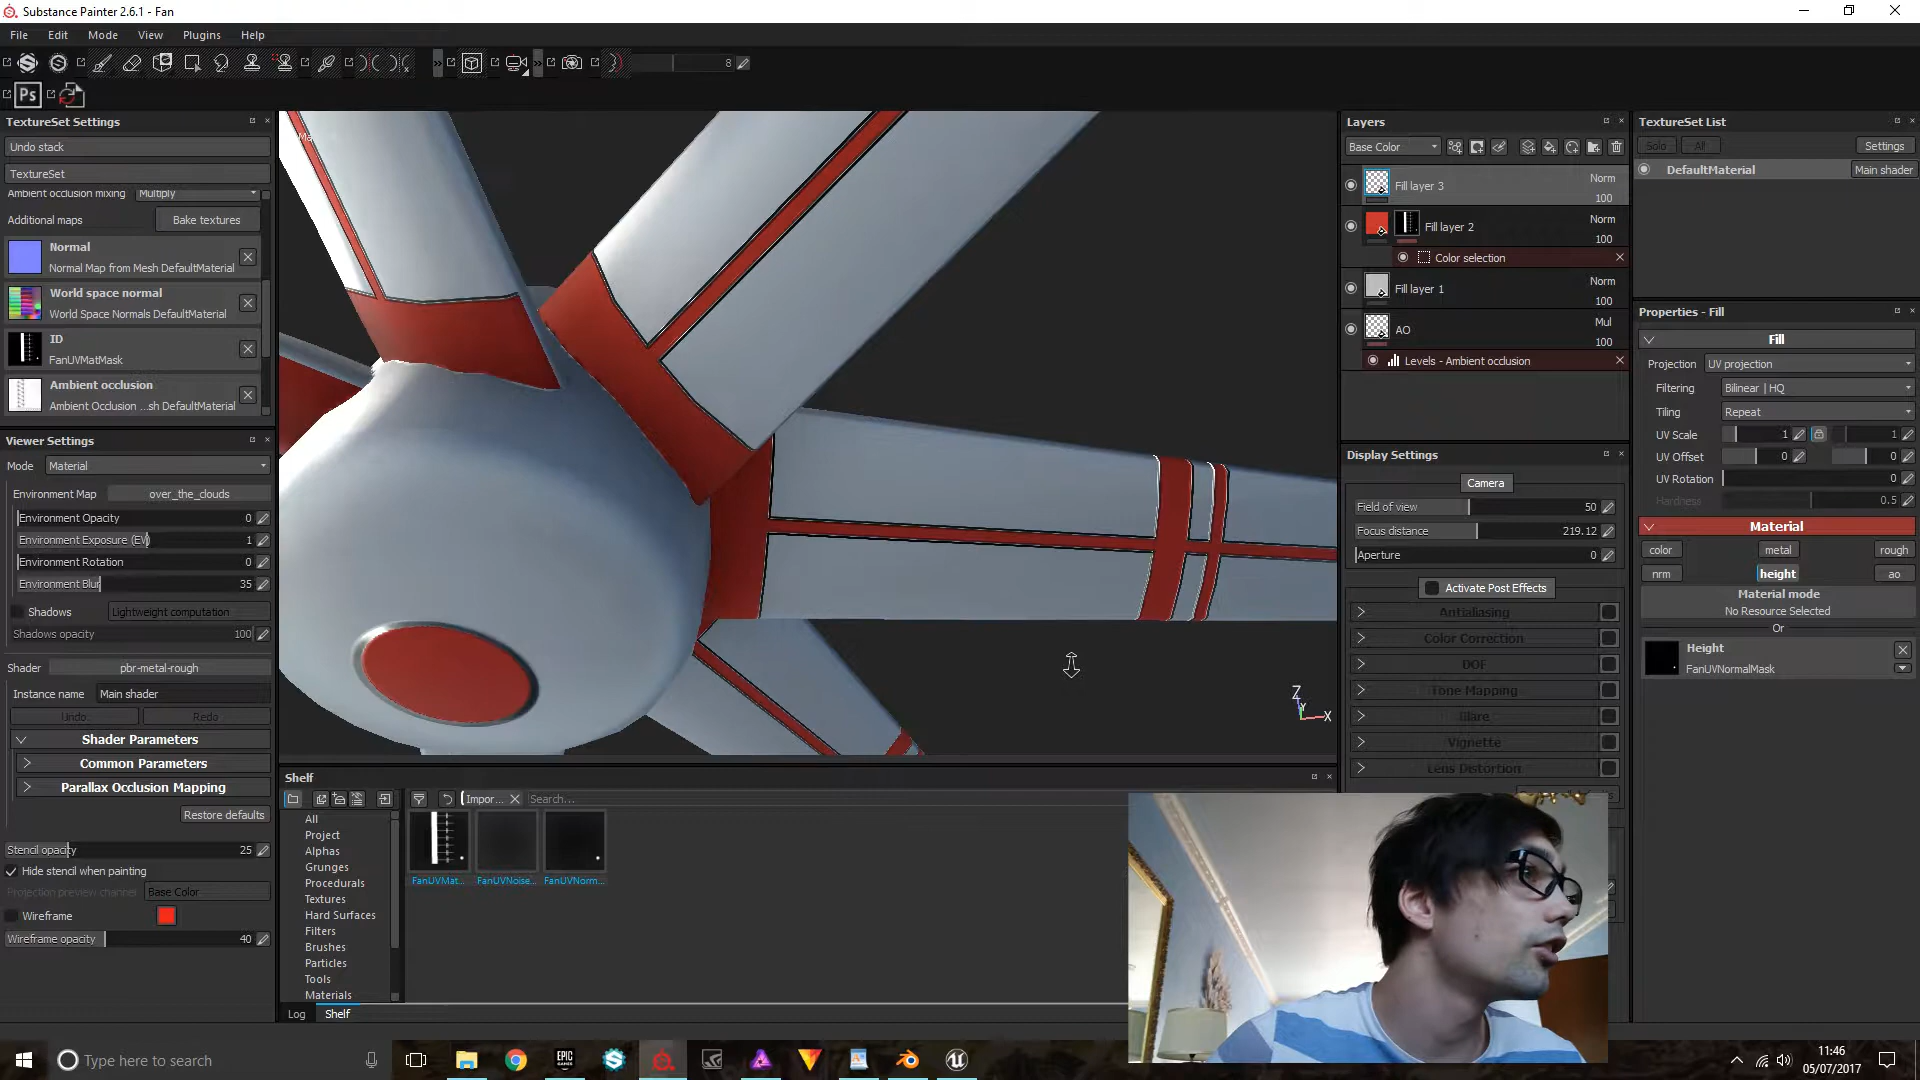 Substance Painter 2.6.1 - Fan
File Edit Mode View Plugins Help
8
Ps
TextureSet Settings
Undo stack
TextureSet
Ambient occlusion mixing Multiply
Additional maps Bake textures
Normal
Normal Map from Mesh DefaultMaterial
World space normal
World Space Normals DefaultMaterial
ID
FanUVMatMask
Ambient occlusion
Ambient Occlusion ...sh DefaultMaterial
Viewer Settings
Mode Material
Environment Map over_the_clouds
Environment Opacity 0
Environment Exposure (EV) 1
Environment Rotation 0
Environment Blur 35
Shadows Lightweight computation
Shadows opacity 100
Shader pbr-metal-rough
Instance name Main shader
Undo Redo
Shader Parameters
Common Parameters
Parallax Occlusion Mapping
Restore defaults
Stencil opacity 25
Hide stencil when painting
Projection preview channel Base Color
Wireframe
Wireframe opacity 40
Z
Y
X
Shelf
Impor... Search...
All
Project
Alphas
Grunges
Procedurals
Textures
Hard Surfaces
Filters
Brushes
Particles
Tools
Materials
FanUVMat... FanUVNoise... FanUVNorm...
Log Shelf
Layers
Base Color
Fill layer 3 Norm
100
Fill layer 2 Norm
100
Color selection
Fill layer 1 Norm
100
AO Mul
100
Levels - Ambient occlusion
Display Settings
Camera
Field of view 50
Focus distance 219.12
Aperture 0
Activate Post Effects
Antialiasing
Color Correction
DOF
Tone Mapping
Glare
Vignette
Lens Distortion
TextureSet List
Solo All Settings
DefaultMaterial Main shader
Properties - Fill
Fill
Projection UV projection
Filtering Bilinear | HQ
Tiling Repeat
UV Scale 1 1
UV Offset 0 0
UV Rotation 0
Hardness 0.5
Material
color metal rough
nrm height ao
Material mode
No Resource Selected
Or
Height
FanUVNormalMask
Type here to search
EPIC GAMES
11:46
05/07/2017